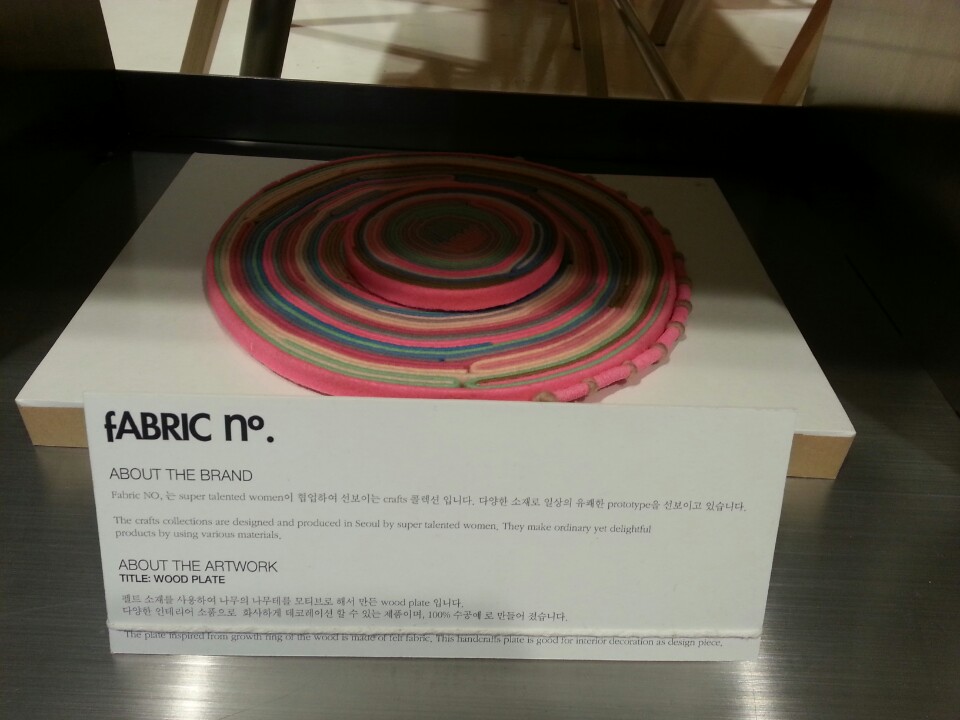 fABRIC nº.
ABOUT THE BRAND
Fabric NO. 는 super talented women이 협업하여 선보이는 crafts 콜렉션 입니다. 다양한 소재로 일상의 유쾌한 prototype을 선보이고 있습니다.
The crafts collections are designed and produced in Seoul by super talented women. They make ordinary yet delightful
products by using various materials.
ABOUT THE ARTWORK
TITLE: WOOD PLATE
펠트 소재를 사용하여 나무의 나무테를 모티브로 해서 만든 wood plate 입니다.
다양한 인테리어 소품으로 화사하게 데코레이션 할 수 있는 제품이며, 100% 수공예 로 만들어 졌습니다.
The plate inspired from growth ring of the wood is made of felt fabric. This handcrafts plate is good for interior decoration as design piece.